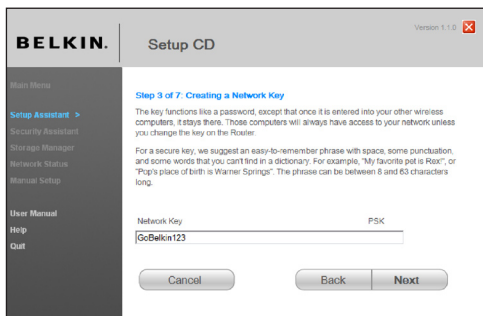 BELKIN.
Setup CD
Version 1.1.0
Main Menu
Setup Assistant >
Security Assistant
Storage Manager
Network Status
Manual Setup
User Manual
Help
Quit
Step 3 of 7: Creating a Network Key
The key functions like a password, except that once it is entered into your other wireless
computers, it stays there. Those computers will always have access to your network unless
you change the key on the Router.
For a secure key, we suggest an easy-to-remember phrase with space, some punctuation,
and some words that you can't find in a dictionary. For example, "My favorite pet is Rex!", or
"Pop's place of birth is Warner Springs". The phrase can be between 8 and 63 characters
long.
Network Key PSK
GoBelkin123
Cancel Back Next